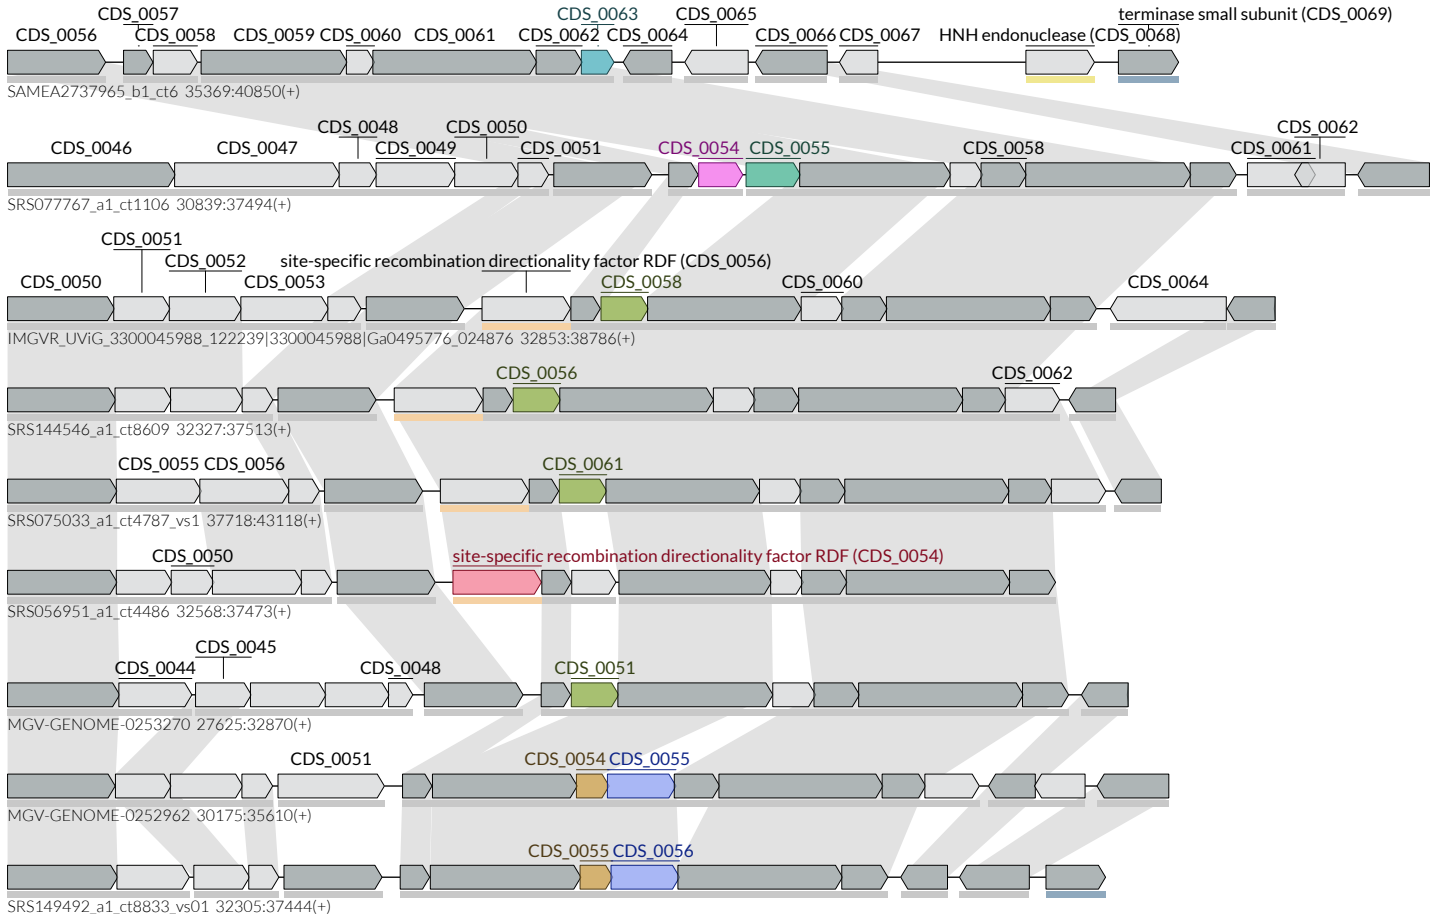 CDS_0057 CDS_0063 CDS_0065 terminase small subunit (CDS_0069)
CDS_0056 CDS_0058 CDS_0059 CDS_0060 CDS_0061 CDS_0062 CDS_0064 CDS_0066 CDS_0067 HNH endonuclease (CDS_0068)
SAMEA2737965_b1_ct6 35369:40850(+)
CDS_0048 CDS_0050 CDS_0062
CDS_0046 CDS_0047 CDS_0049 CDS_0051 CDS_0054 CDS_0055 CDS_0058 CDS_0061
SRS077767_a1_ct1106 30839:37494(+)
CDS_0051
CDS_0052 site-specific recombination directionality factor RDF (CDS_0056)
CDS_0050 CDS_0053 CDS_0058 CDS_0060 CDS_0064
IMGVR_UViG_3300045988_122239|3300045988|Ga0495776_024876 32853:38786(+)
CDS_0056 CDS_0062
SRS144546_a1_ct8609 32327:37513(+)
CDS_0055 CDS_0056 CDS_0061
SRS075033_a1_ct4787_vs1 37718:43118(+)
CDS_0050 site-specific recombination directionality factor RDF (CDS_0054)
SRS056951_a1_ct4486 32568:37473(+)
CDS_0045
CDS_0044 CDS_0048 CDS_0051
MGV-GENOME-0253270 27625:32870(+)
CDS_0051 CDS_0054 CDS_0055
MGV-GENOME-0252962 30175:35610(+)
CDS_0055 CDS_0056
SRS149492_a1_ct8833_vs01 32305:37444(+)